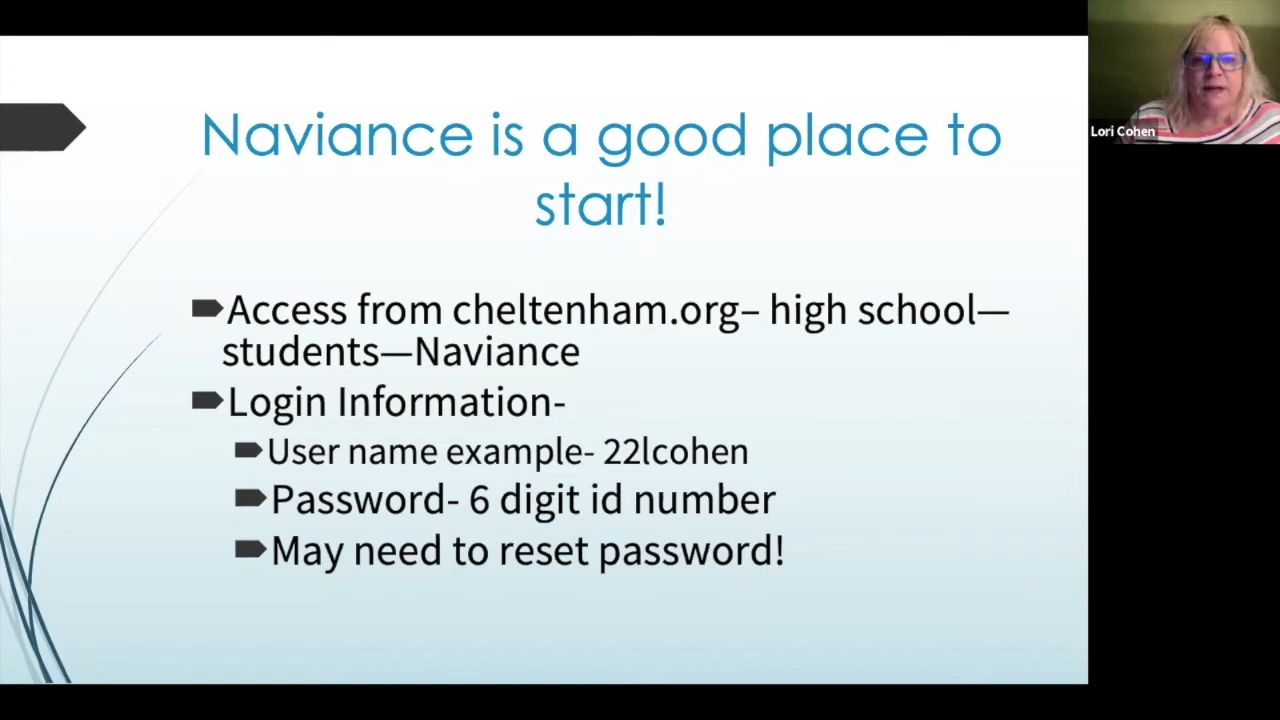 Naviance is a good place to
start!
Access from cheltenham.org– high school—
students—Naviance
Login Information-
User name example- 22lcohen
Password- 6 digit id number
May need to reset password!
Lori Cohen